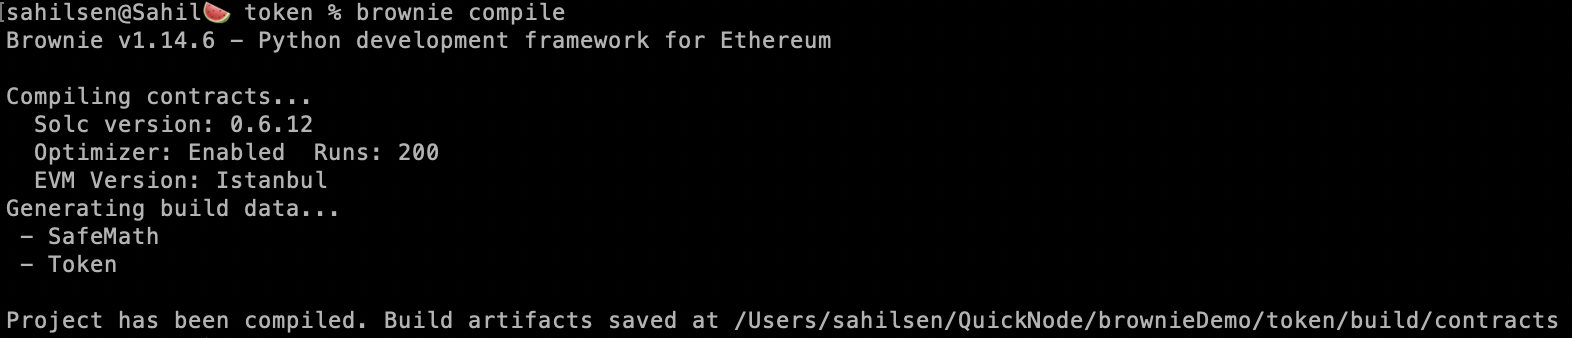 [sahilsen@Sahil🍉 token % brownie compile
Brownie v1.14.6 - Python development framework for Ethereum
Compiling contracts...
Solc version: 0.6.12
Optimizer: Enabled  Runs: 200
EVM Version: Istanbul
Generating build data...
- SafeMath
- Token
Project has been compiled. Build artifacts saved at /Users/sahilsen/QuickNode/brownieDemo/token/build/contracts